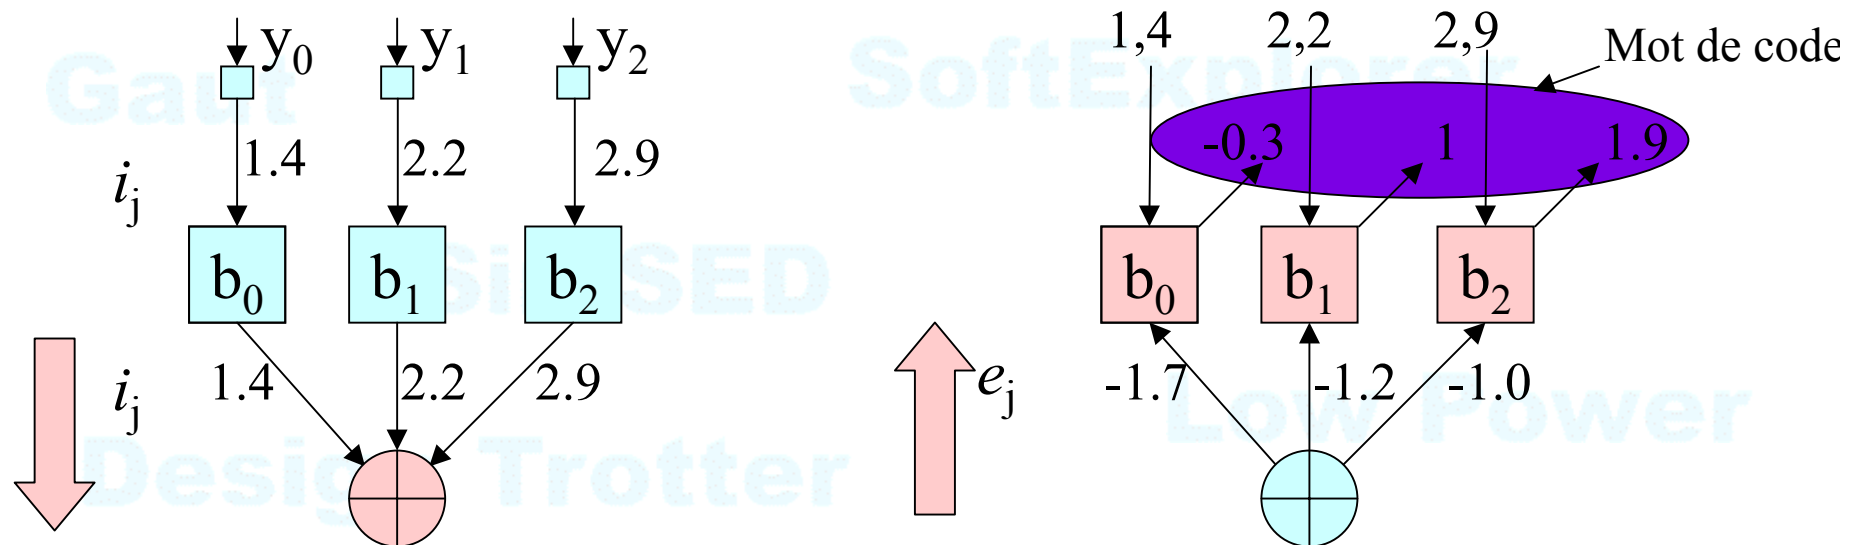 y0 y1 y2
1,4 2,2 2,9
Mot de code
Gaut
SoftExplorer
1.4 2.2 2.9
-0.3 1 1.9
ij
b0 b1 b2
b0 b1 b2
SED
ij
1.4 2.2 2.9
ej
-1.7 -1.2 -1.0
Low Power
Design Trotter